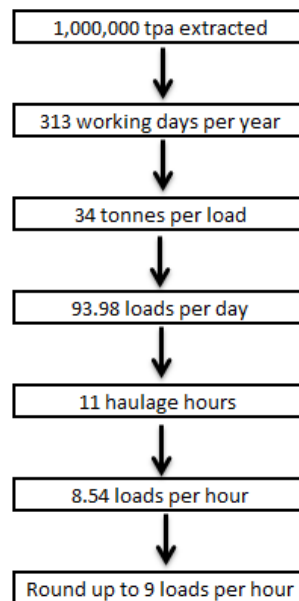 1,000,000 tpa extracted
313 working days per year
34 tonnes per load
93.98 loads per day
11 haulage hours
8.54 loads per hour
Round up to 9 loads per hour